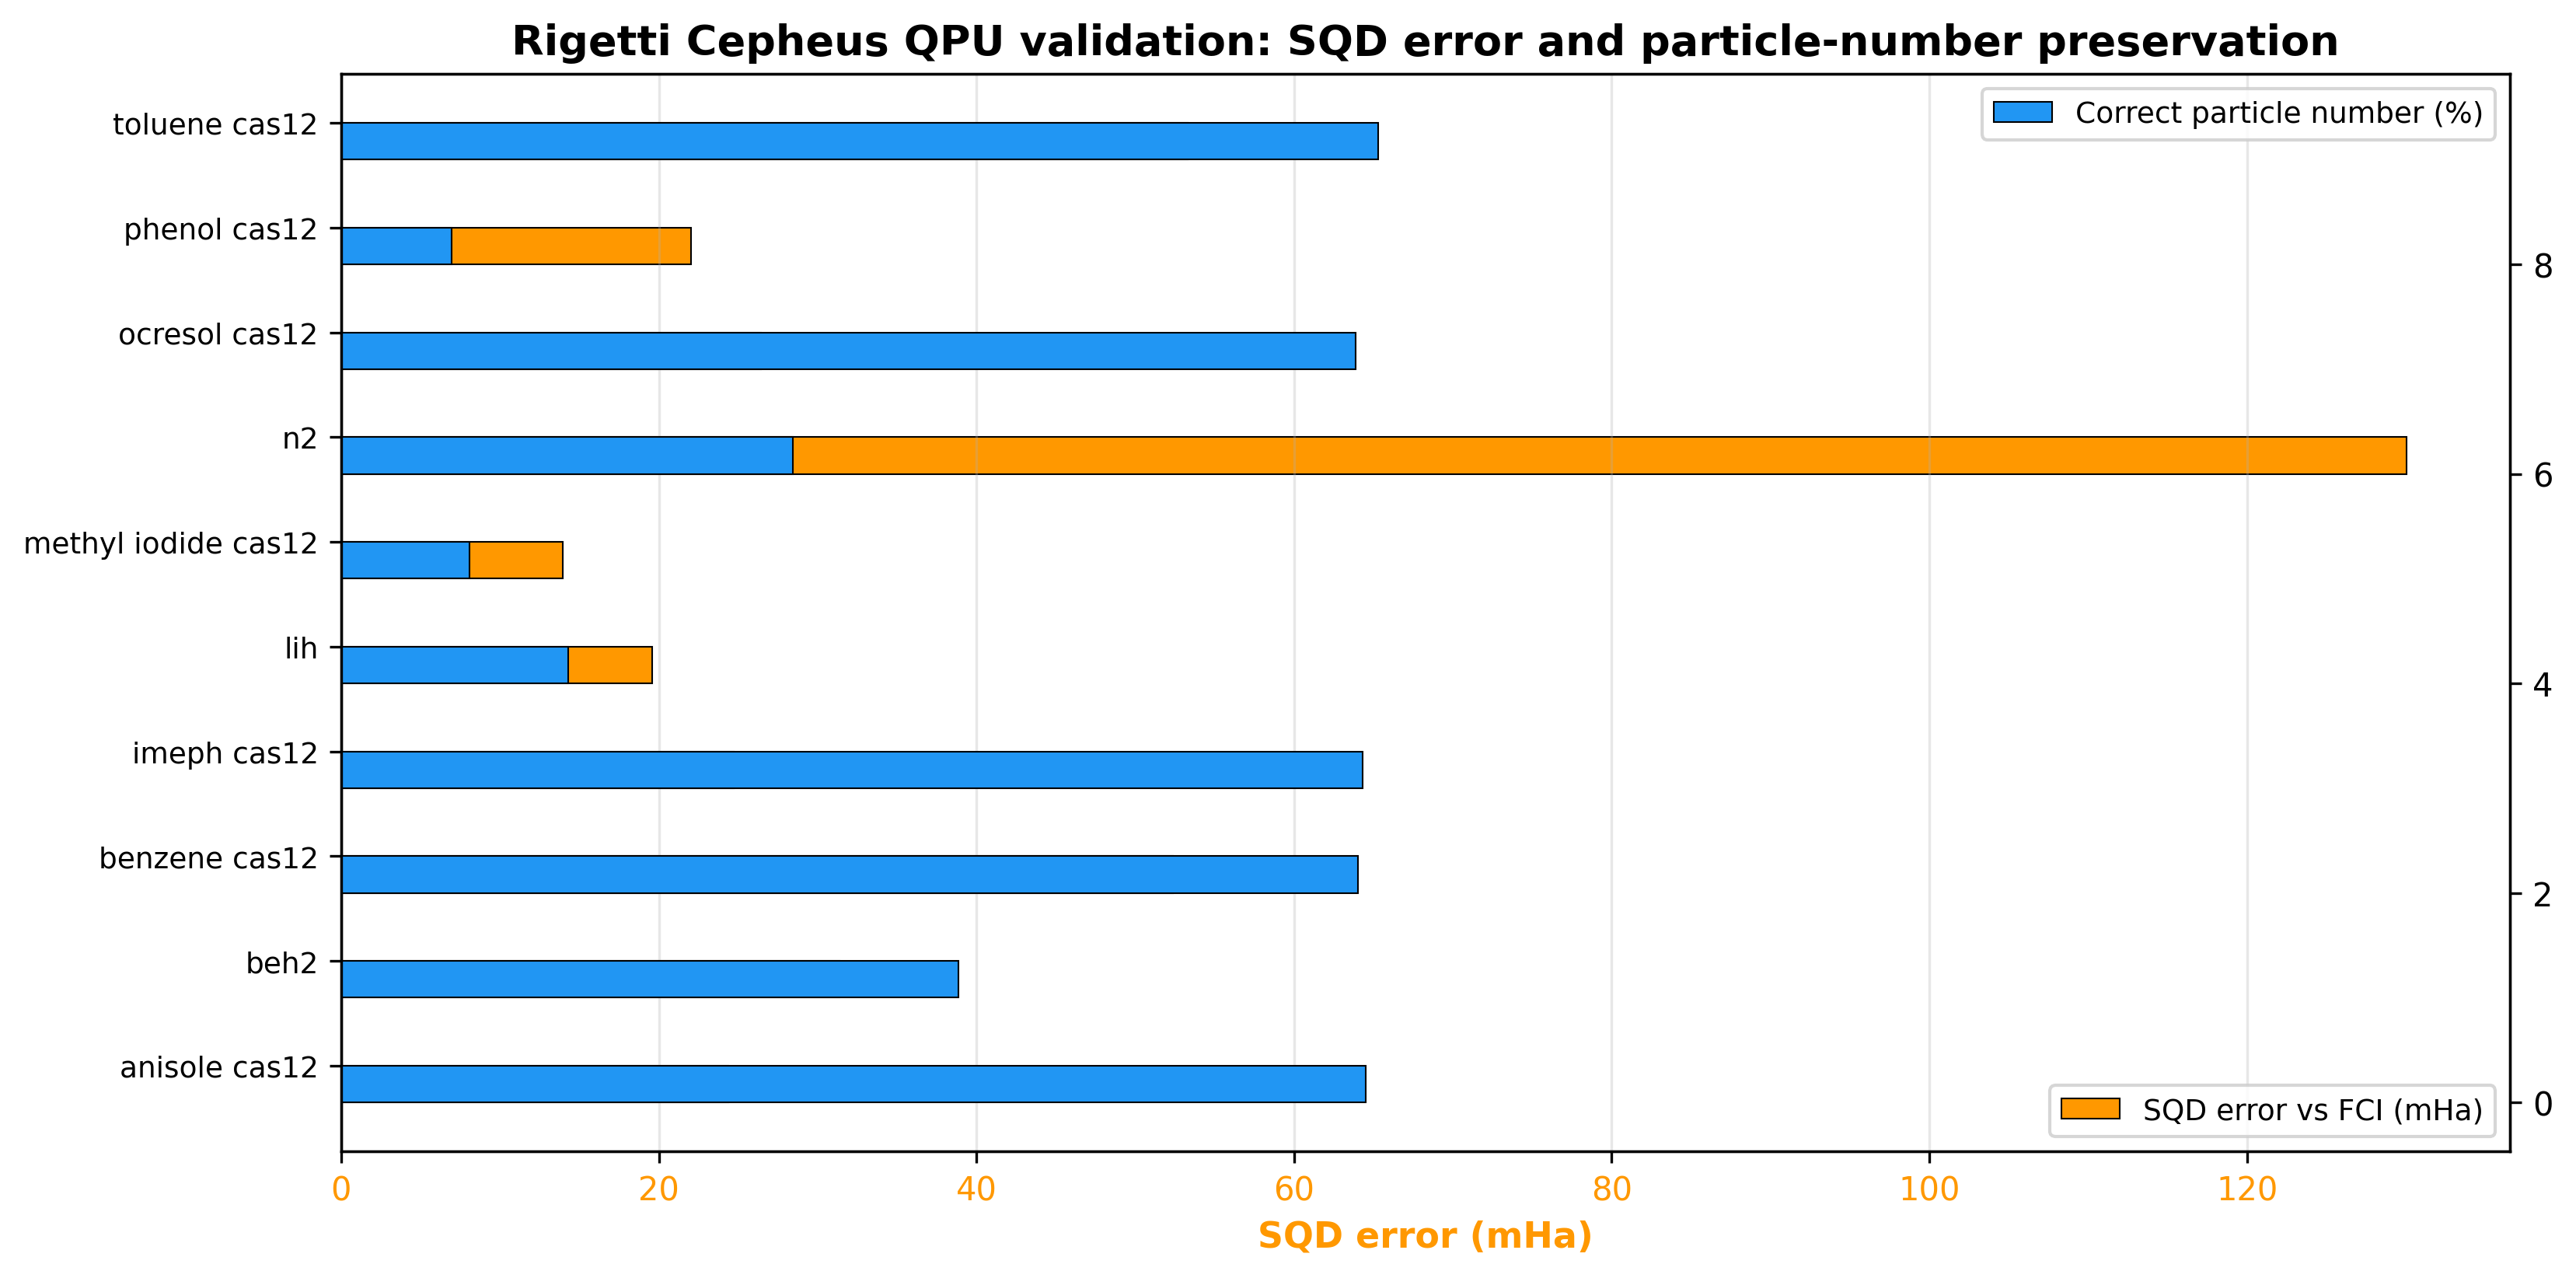 Rigetti Cepheus QPU validation: SQD error and particle-number preservation
Correct particle number (%)
toluene cas12
phenol cas12
ocresol cas12
n2
methyl iodide cas12
lih
imeph cas12
benzene cas12
beh2
anisole cas12
8
6
4
2
0
SQD error vs FCI (mHa)
0 20 40 60 80 100 120
SQD error (mHa)